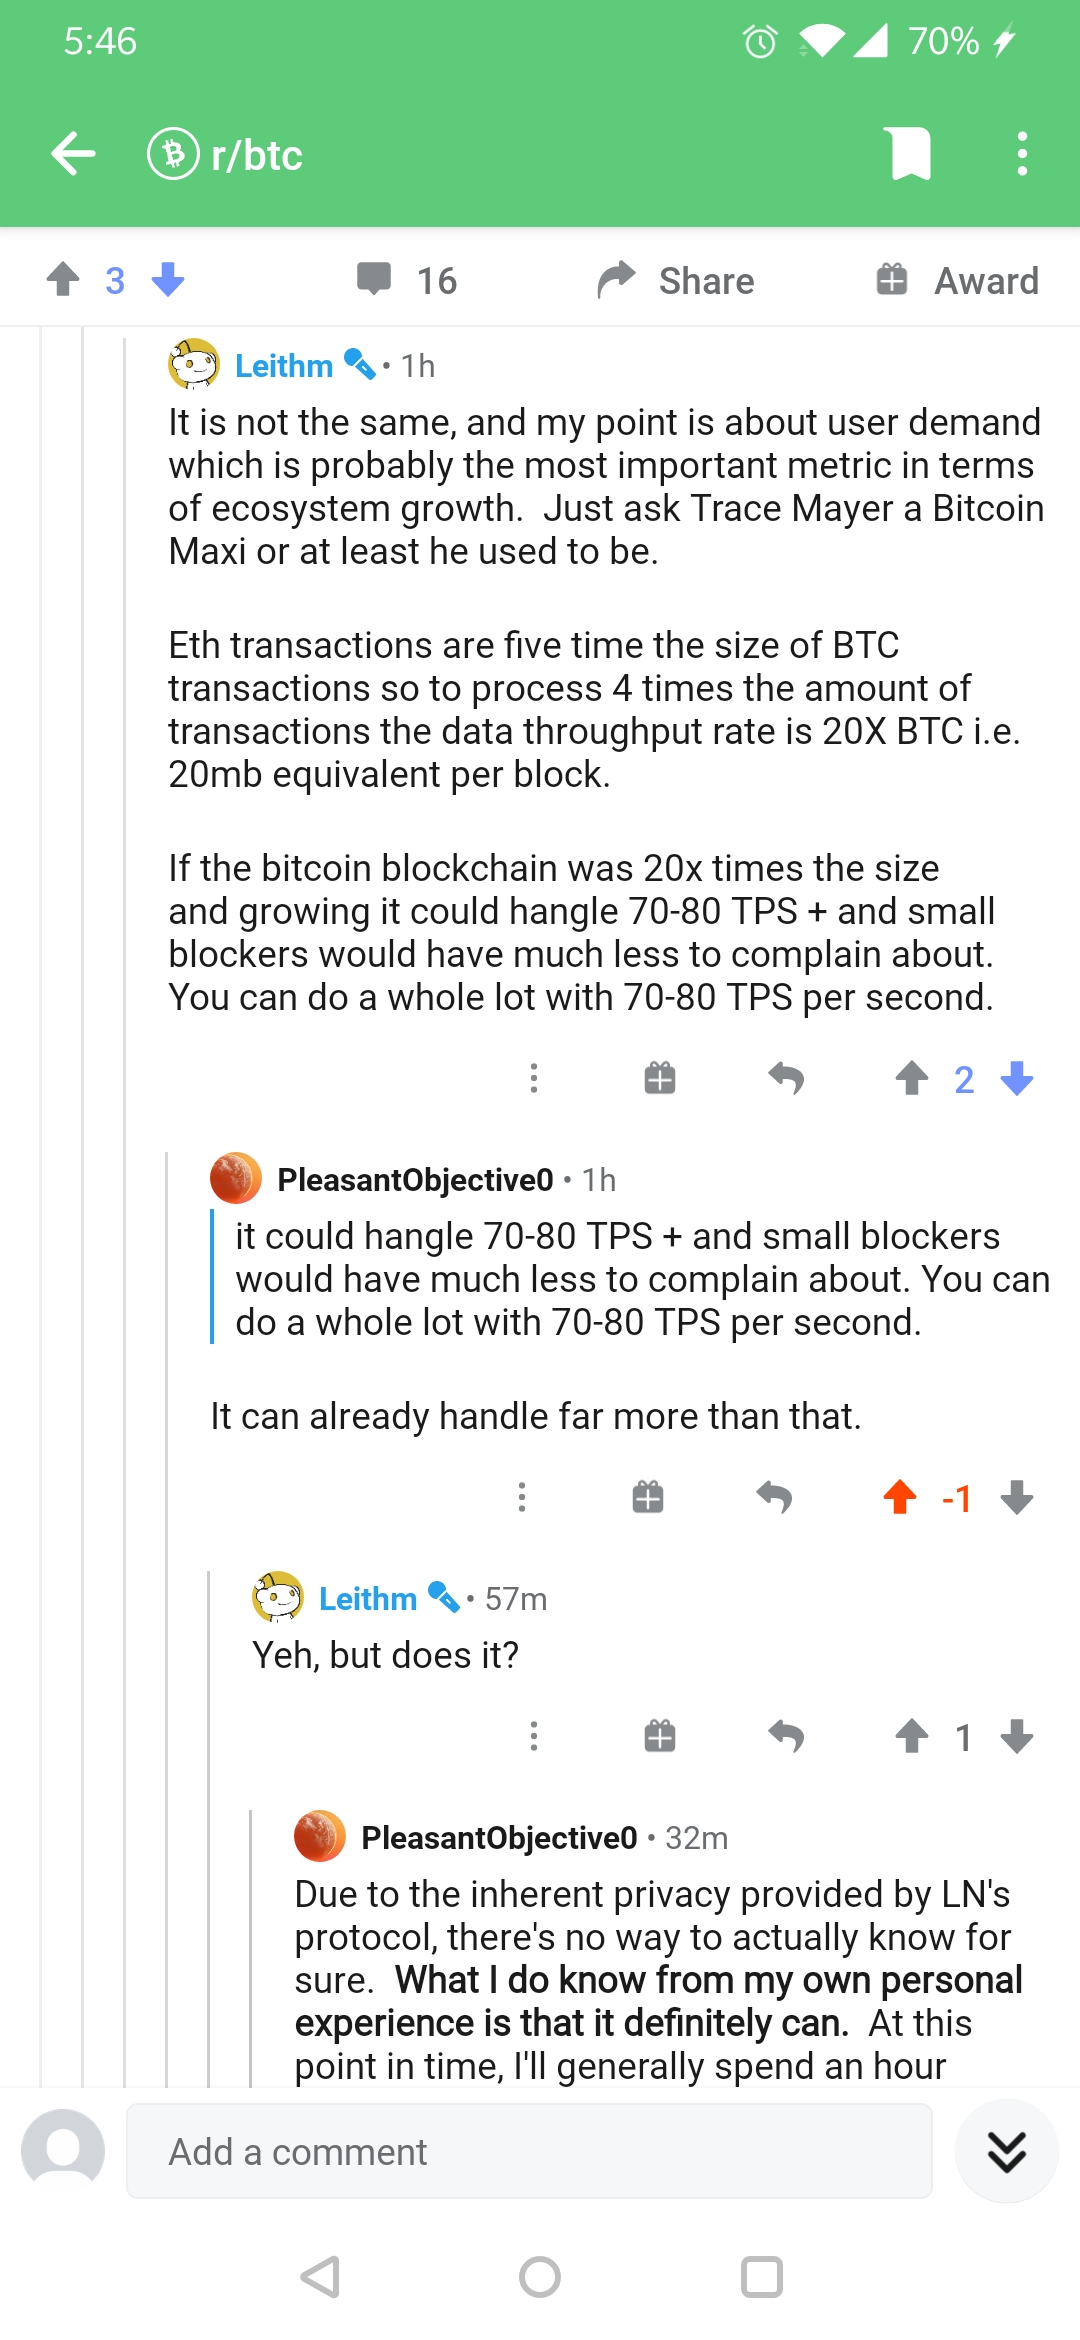 5:46
70%
r/btc
3
16
Share
Award
Leithm • 1h
It is not the same, and my point is about user demand
which is probably the most important metric in terms
of ecosystem growth.  Just ask Trace Mayer a Bitcoin
Maxi or at least he used to be.
Eth transactions are five time the size of BTC
transactions so to process 4 times the amount of
transactions the data throughput rate is 20X BTC i.e.
20mb equivalent per block.
If the bitcoin blockchain was 20x times the size
and growing it could hangle 70-80 TPS + and small
blockers would have much less to complain about.
You can do a whole lot with 70-80 TPS per second.
2
PleasantObjective0 • 1h
it could hangle 70-80 TPS + and small blockers
would have much less to complain about. You can
do a whole lot with 70-80 TPS per second.
It can already handle far more than that.
-1
Leithm • 57m
Yeh, but does it?
1
PleasantObjective0 • 32m
Due to the inherent privacy provided by LN's
protocol, there's no way to actually know for
sure.  What I do know from my own personal
experience is that it definitely can.  At this
point in time, I'll generally spend an hour
Add a comment